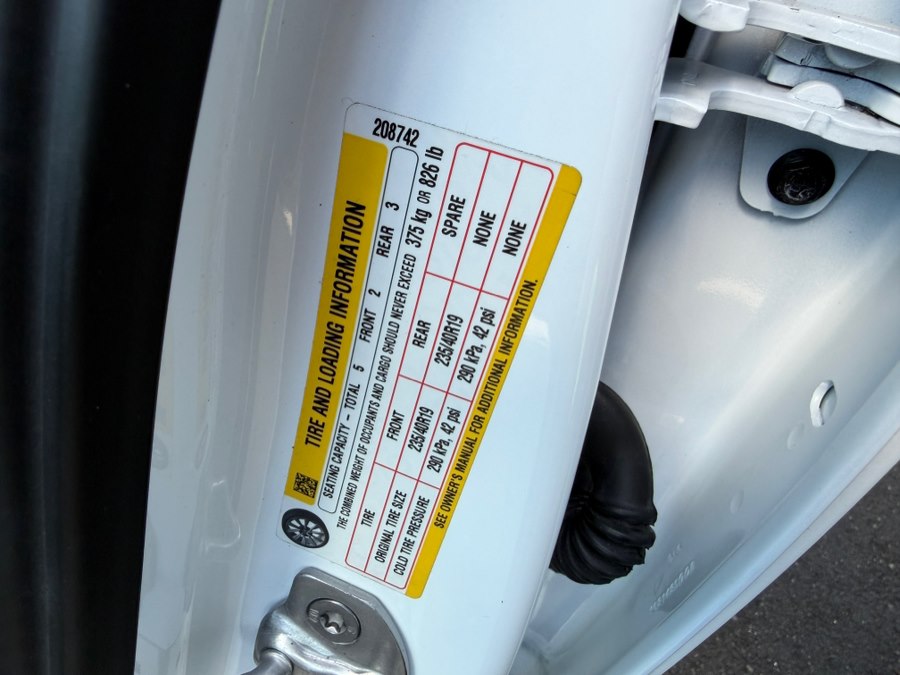 208742
TIRE AND LOADING INFORMATION
SEATING CAPACITY – TOTAL 5 FRONT 2 REAR 3
THE COMBINED WEIGHT OF OCCUPANTS AND CARGO SHOULD NEVER EXCEED 375 kg OR 826 lb
TIRE FRONT REAR SPARE
ORIGINAL TIRE SIZE 235/40R19 235/40R19 NONE
COLD TIRE PRESSURE 290 kPa, 42 psi 290 kPa, 42 psi NONE
SEE OWNER'S MANUAL FOR ADDITIONAL INFORMATION.